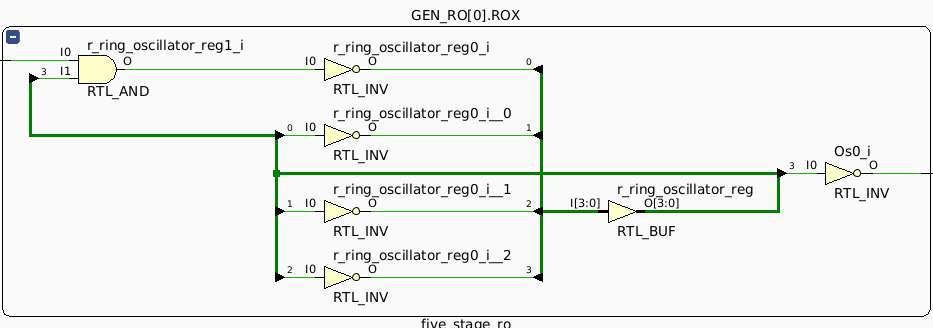 GEN_RO[0].ROX
r_ring_oscillator_reg1_i
r_ring_oscillator_reg0_i
I0
O
I0
O
0
3
I1
RTL_AND
RTL_INV
r_ring_oscillator_reg0_i__0
0
I0
O
1
RTL_INV
Os0_i
3
I0
O
RTL_INV
r_ring_oscillator_reg0_i__1
r_ring_oscillator_reg
1
I0
O
2
I[3:0]
O[3:0]
RTL_INV
RTL_BUF
r_ring_oscillator_reg0_i__2
2
I0
O
3
RTL_INV
five_stage_ro